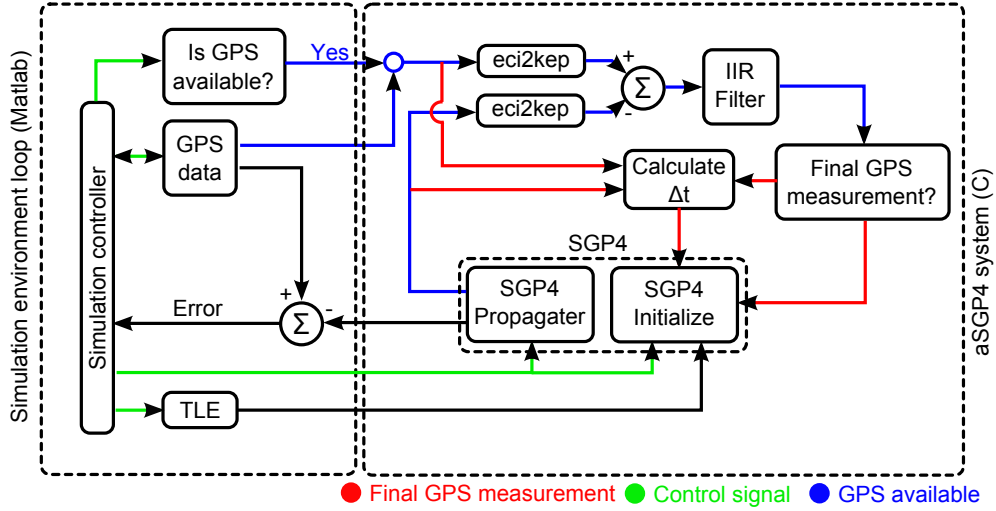 Simulation environment loop (Matlab)
Simulation controller
Is GPS
available?
Yes
GPS
data
eci2kep
eci2kep
+
-
Σ
IIR
Filter
Calculate
Δt
Final GPS
measurement?
SGP4
SGP4
Propagater
SGP4
Initialize
+
-
Σ
Error
TLE
aSGP4 system (C)
Final GPS measurement
Control signal
GPS available